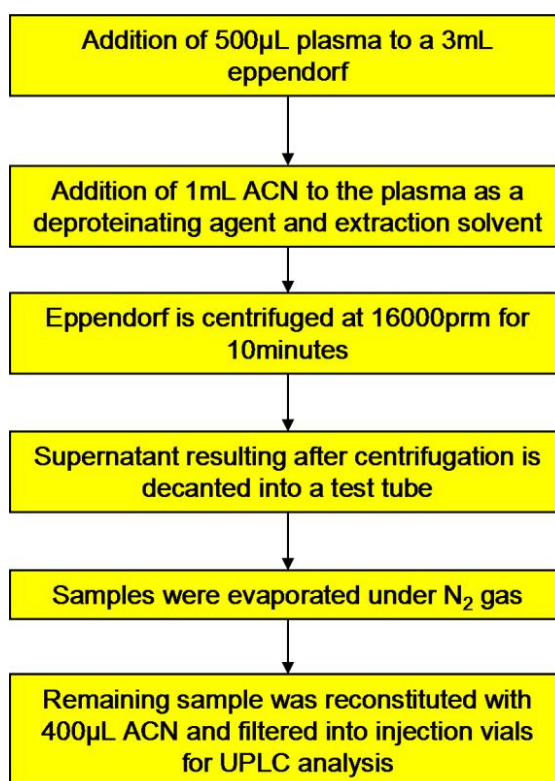 Addition of 500µL plasma to a 3mL
eppendorf
Addition of 1mL ACN to the plasma as a
deproteinating agent and extraction solvent
Eppendorf is centrifuged at 16000prm for
10minutes
Supernatant resulting after centrifugation is
decanted into a test tube
Samples were evaporated under N₂ gas
Remaining sample was reconstituted with
400µL ACN and filtered into injection vials
for UPLC analysis